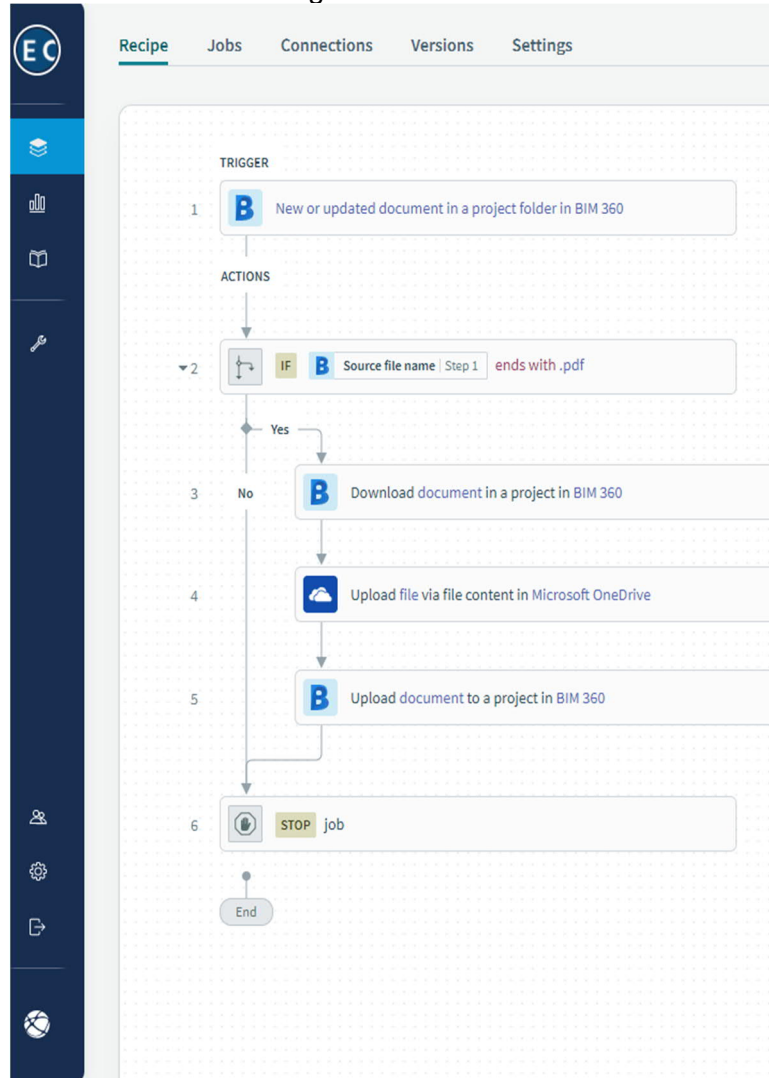 EC
Recipe Jobs Connections Versions Settings
TRIGGER
1 B New or updated document in a project folder in BIM 360
ACTIONS
2 IF B Source file name | Step 1 ends with .pdf
Yes
3 No B Download document in a project in BIM 360
4 Upload file via file content in Microsoft OneDrive
5 B Upload document to a project in BIM 360
6 STOP job
End